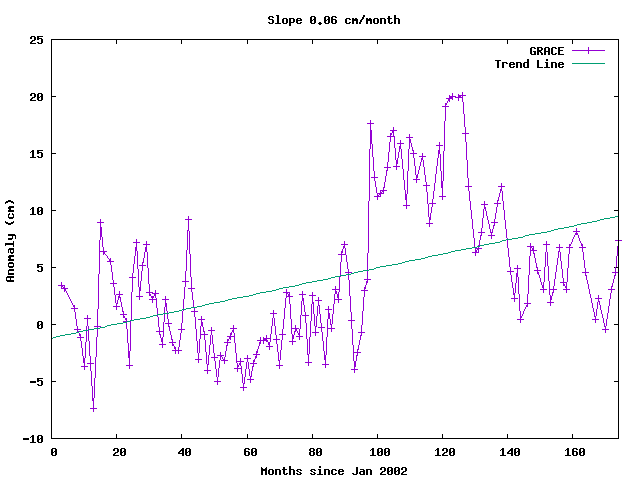 Slope 0.06 cm/month
25
GRACE
Trend Line
20
15
10
5
0
-5
-10
Anomaly (cm)
0 20 40 60 80 100 120 140 160
Months since Jan 2002